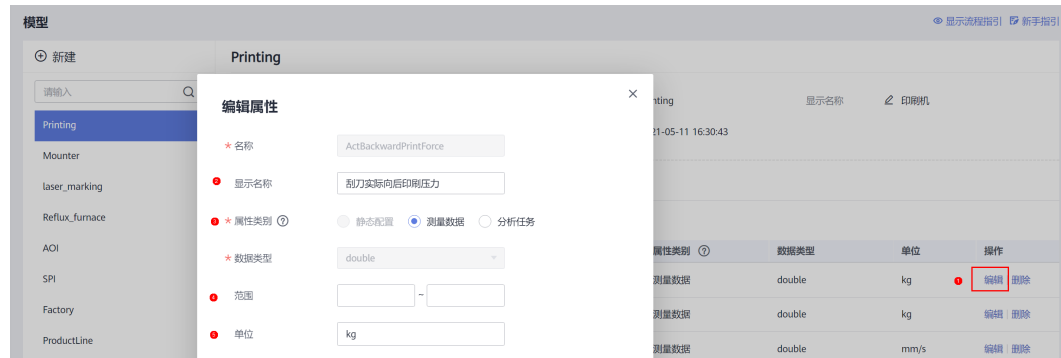 模型
显示流程指引 新手指引
新建
Printing
请输入
Printing
Mounter
laser_marking
Reflux_furnace
AOI
SPI
Factory
ProductLine
编辑属性
* 名称 ActBackwardPrintForce
2 显示名称 刮刀实际向后印刷压力
3 * 属性类别 ? 静态配置 测量数据 分析任务
* 数据类型 double
4 范围 ~
5 单位 kg
nting 显示名称 印刷机
21-05-11 16:30:43
属性类别 ? 数据类型 单位 操作
测量数据 double kg 1 编辑 删除
测量数据 double kg 编辑 删除
测量数据 double mm/s 编辑 删除